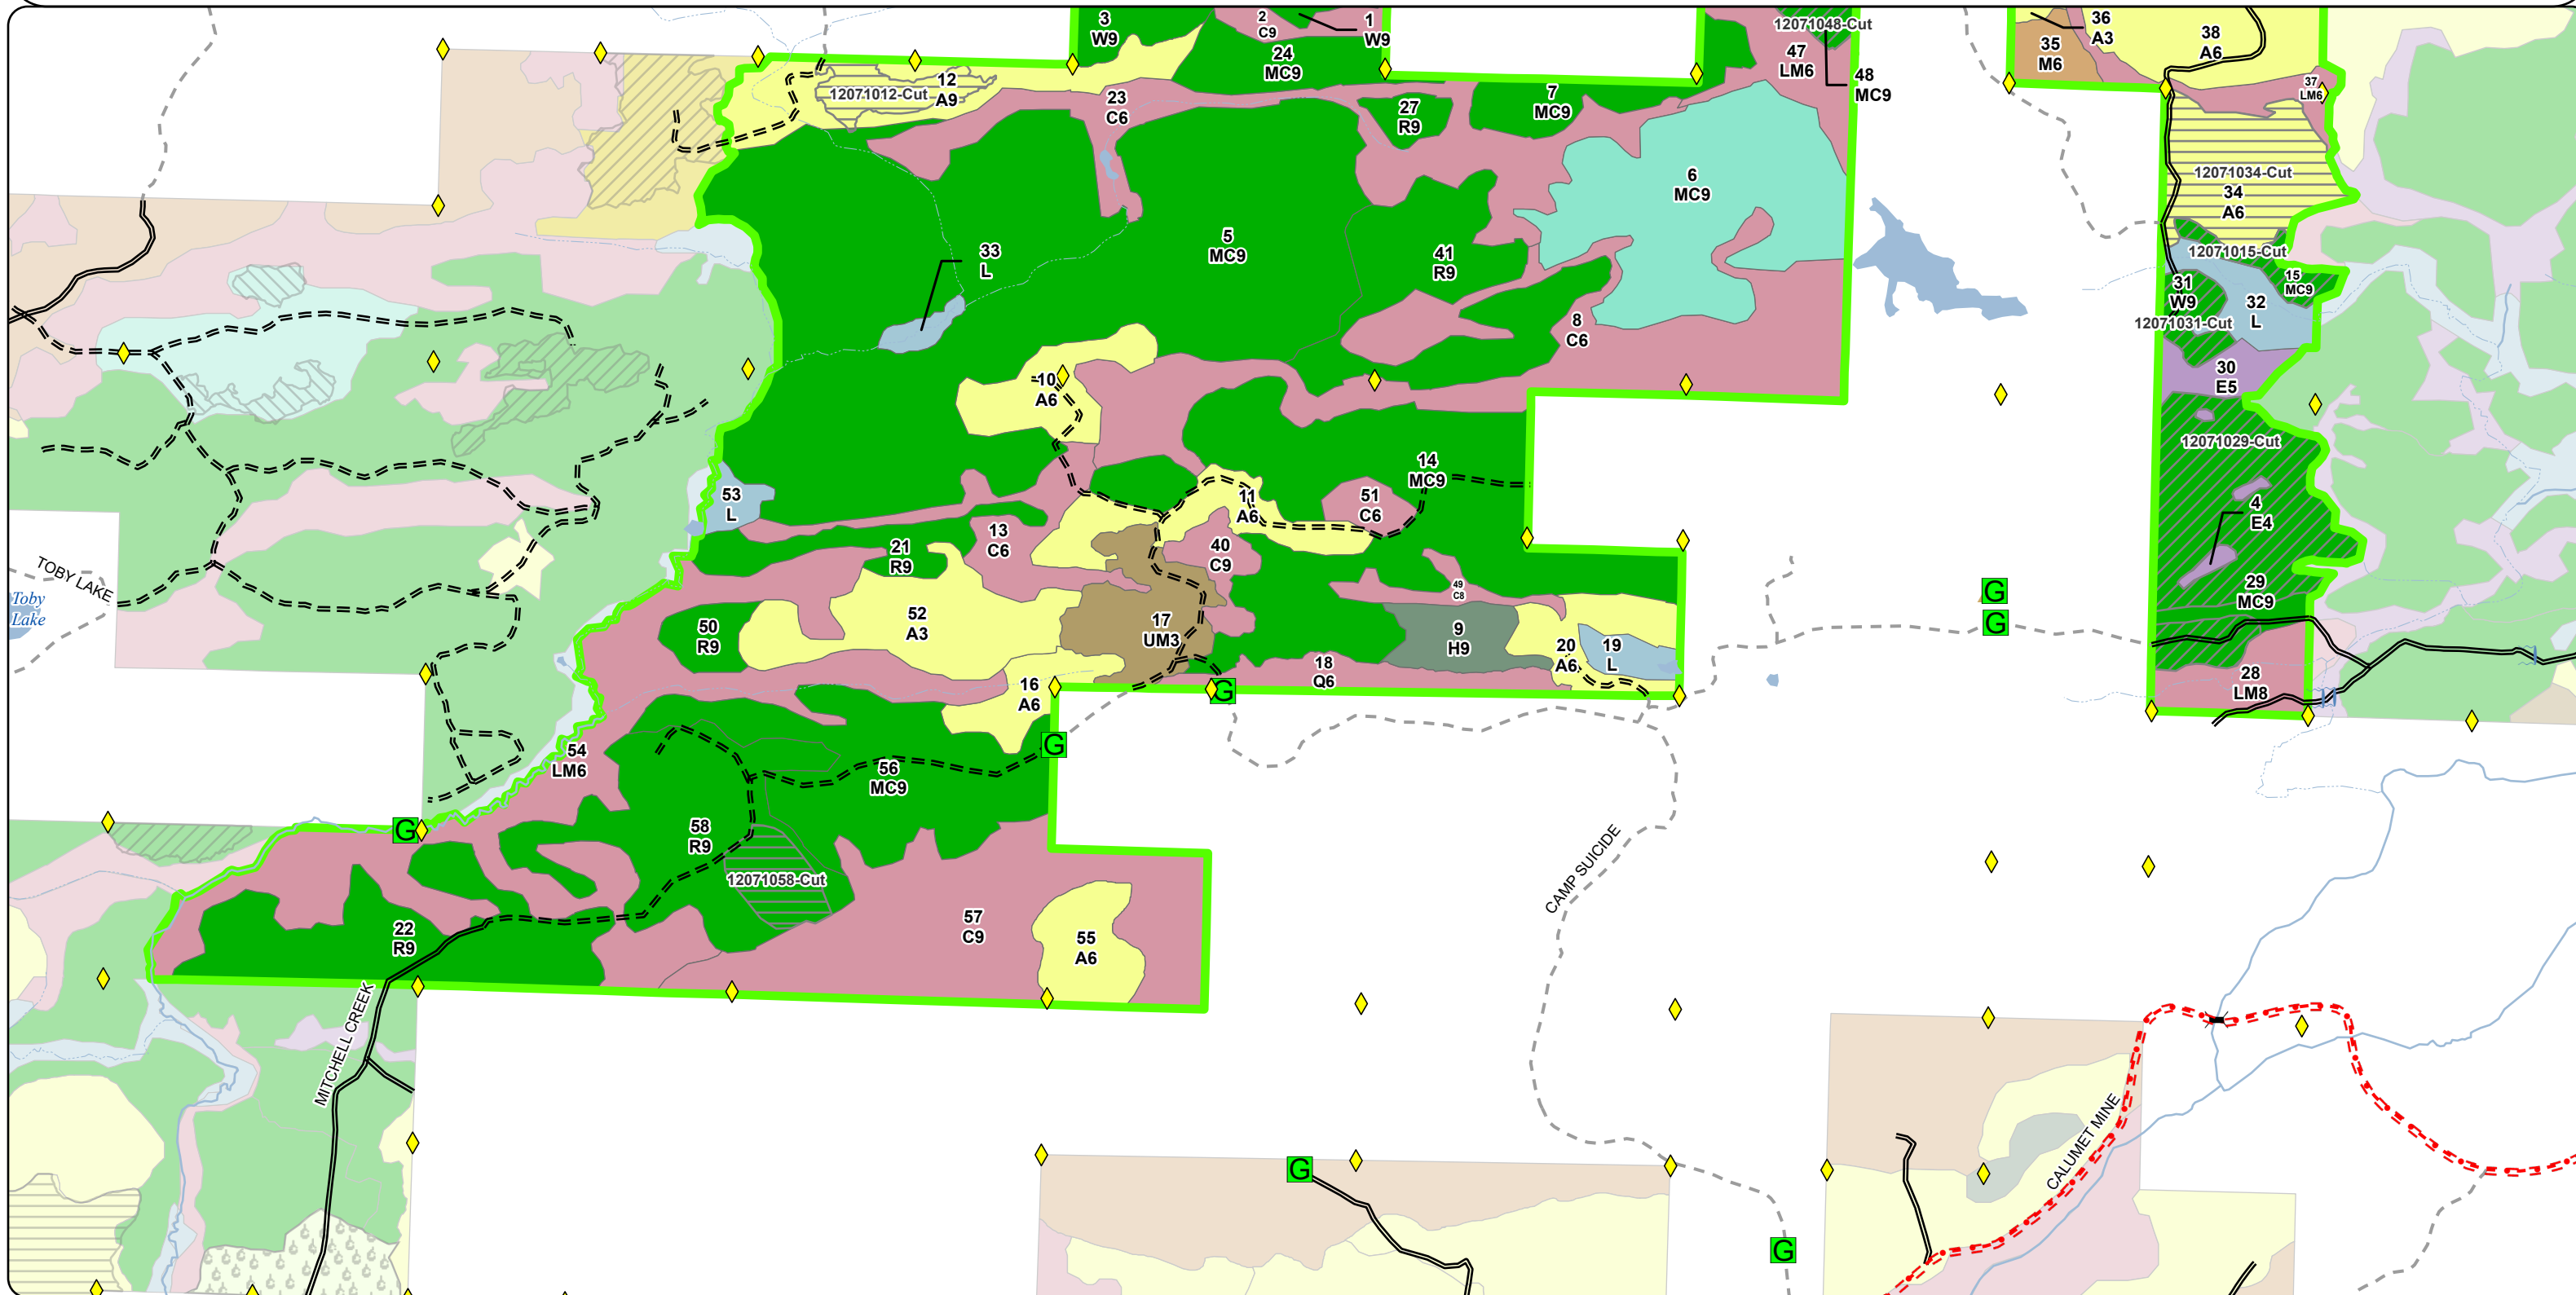 3
W9
2
C9
1
W9
24
MC9
12071048-Cut
47
LM6
48
MC9
36
A3
35
M6
38
A6
37
LM6
12071012-Cut
12
A9
23
C6
27
R9
7
MC9
6
MC9
12071034-Cut
34
A6
33
L
5
MC9
41
R9
12071015-Cut
15
MC9
31
W9
32
L
12071031-Cut
8
C6
10
A6
30
E5
12071029-Cut
14
MC9
53
L
11
A6
51
C6
4
E4
13
C6
21
R9
40
C9
TOBY LAKE
Toby
Lake
49
C8
29
MC9
G
G
50
R9
52
A3
17
UM3
9
H9
20
A6
19
L
18
Q6
16
A6
G
28
LM8
G
54
LM6
56
MC9
58
R9
G
12071058-Cut
CAMP SUICIDE
22
R9
57
C9
55
A6
MITCHELL CREEK
CALUMET MINE
G
G